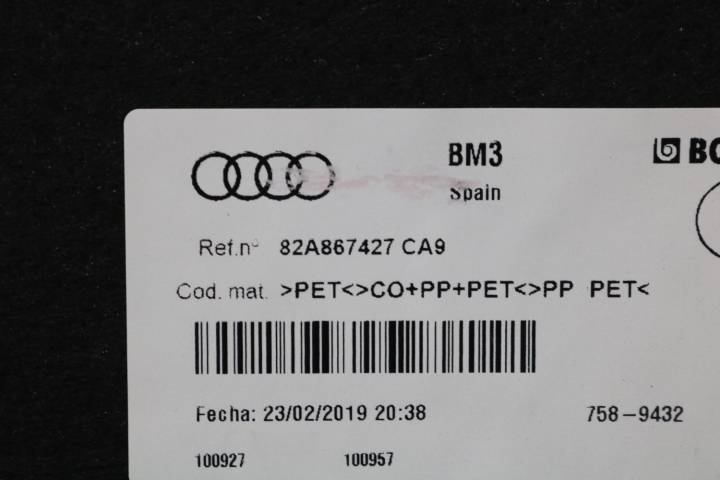 BM3
Spain
Ref.nº 82A867427 CA9
Cod. mat. >PET<>CO+PP+PET<>PP PET<
Fecha: 23/02/2019 20:38 758-9432
100927 100957